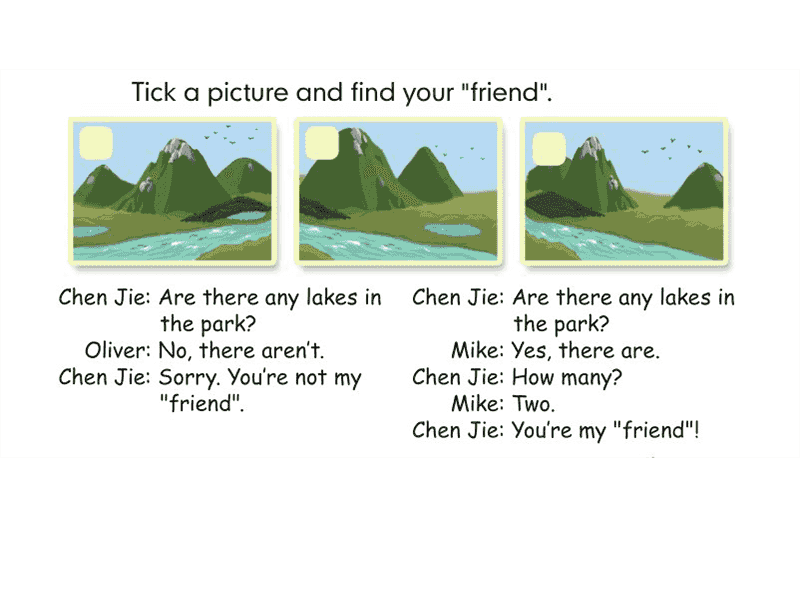 Tick a picture and find your "friend".
Chen Jie: Are there any lakes in
the park?
Oliver: No, there aren't.
Chen Jie: Sorry. You're not my
"friend".
Chen Jie: Are there any lakes in
the park?
Mike: Yes, there are.
Chen Jie: How many?
Mike: Two.
Chen Jie: You're my "friend"!